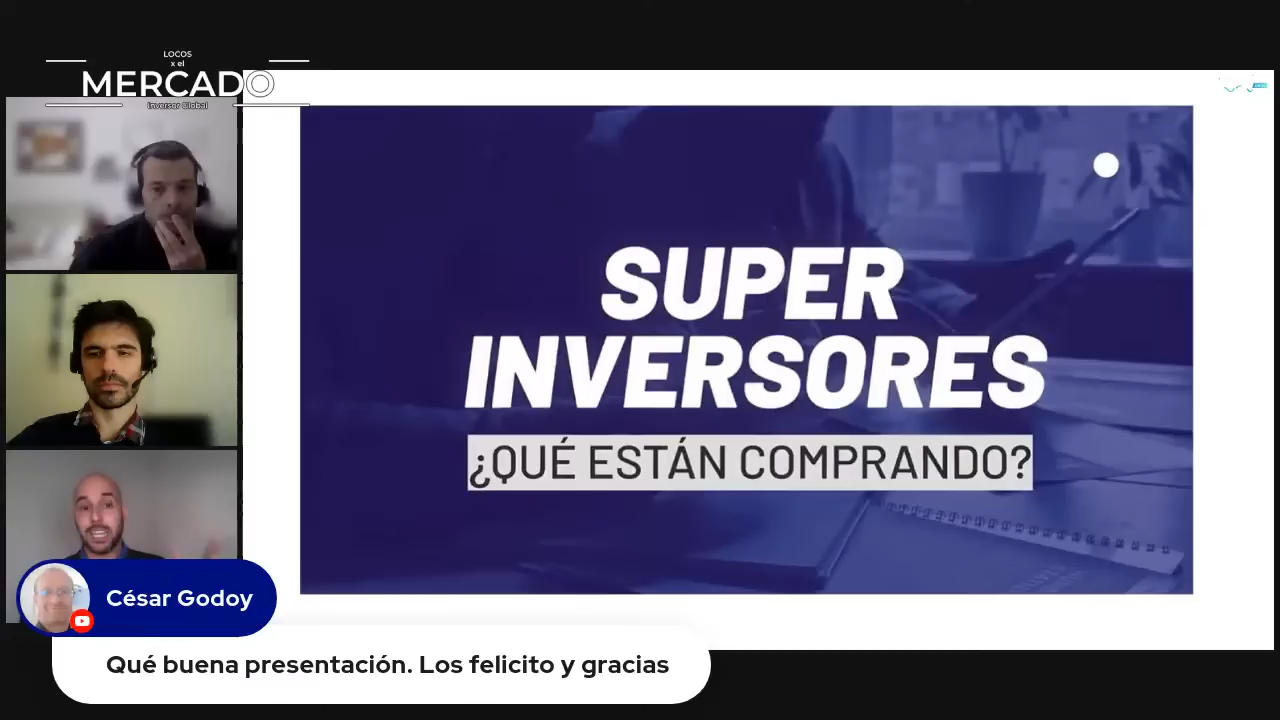 LOCOS
x el
MERCADO
Inversor Global
SUPER
INVERSORES
¿QUÉ ESTÁN COMPRANDO?
César Godoy
Qué buena presentación. Los felicito y gracias